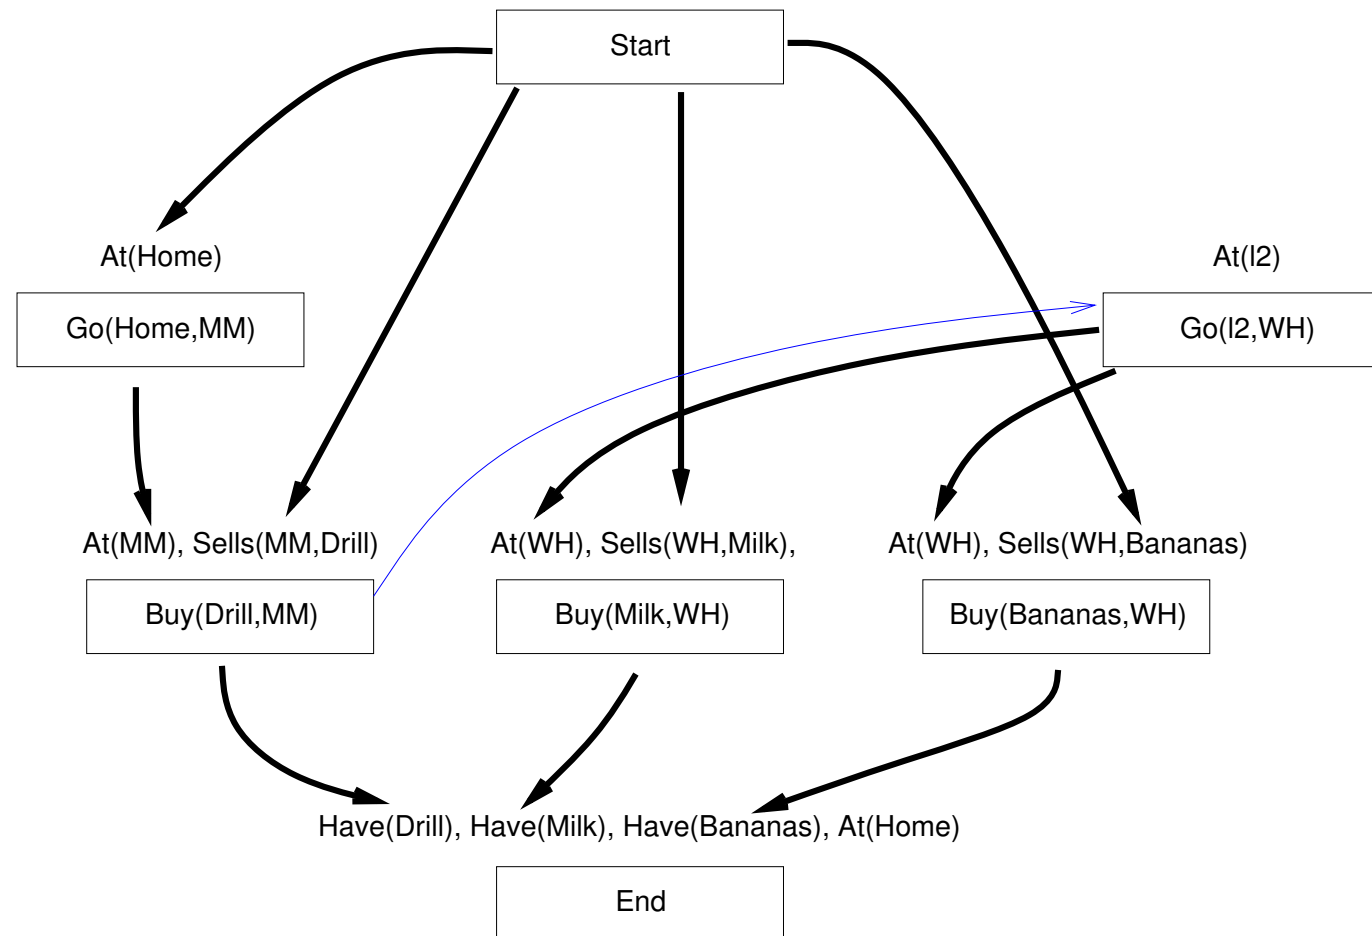 Start
At(Home)
At(l2)
Go(Home,MM)
Go(l2,WH)
At(MM), Sells(MM,Drill)
At(WH), Sells(WH,Milk),
At(WH), Sells(WH,Bananas)
Buy(Drill,MM)
Buy(Milk,WH)
Buy(Bananas,WH)
Have(Drill), Have(Milk), Have(Bananas), At(Home)
End